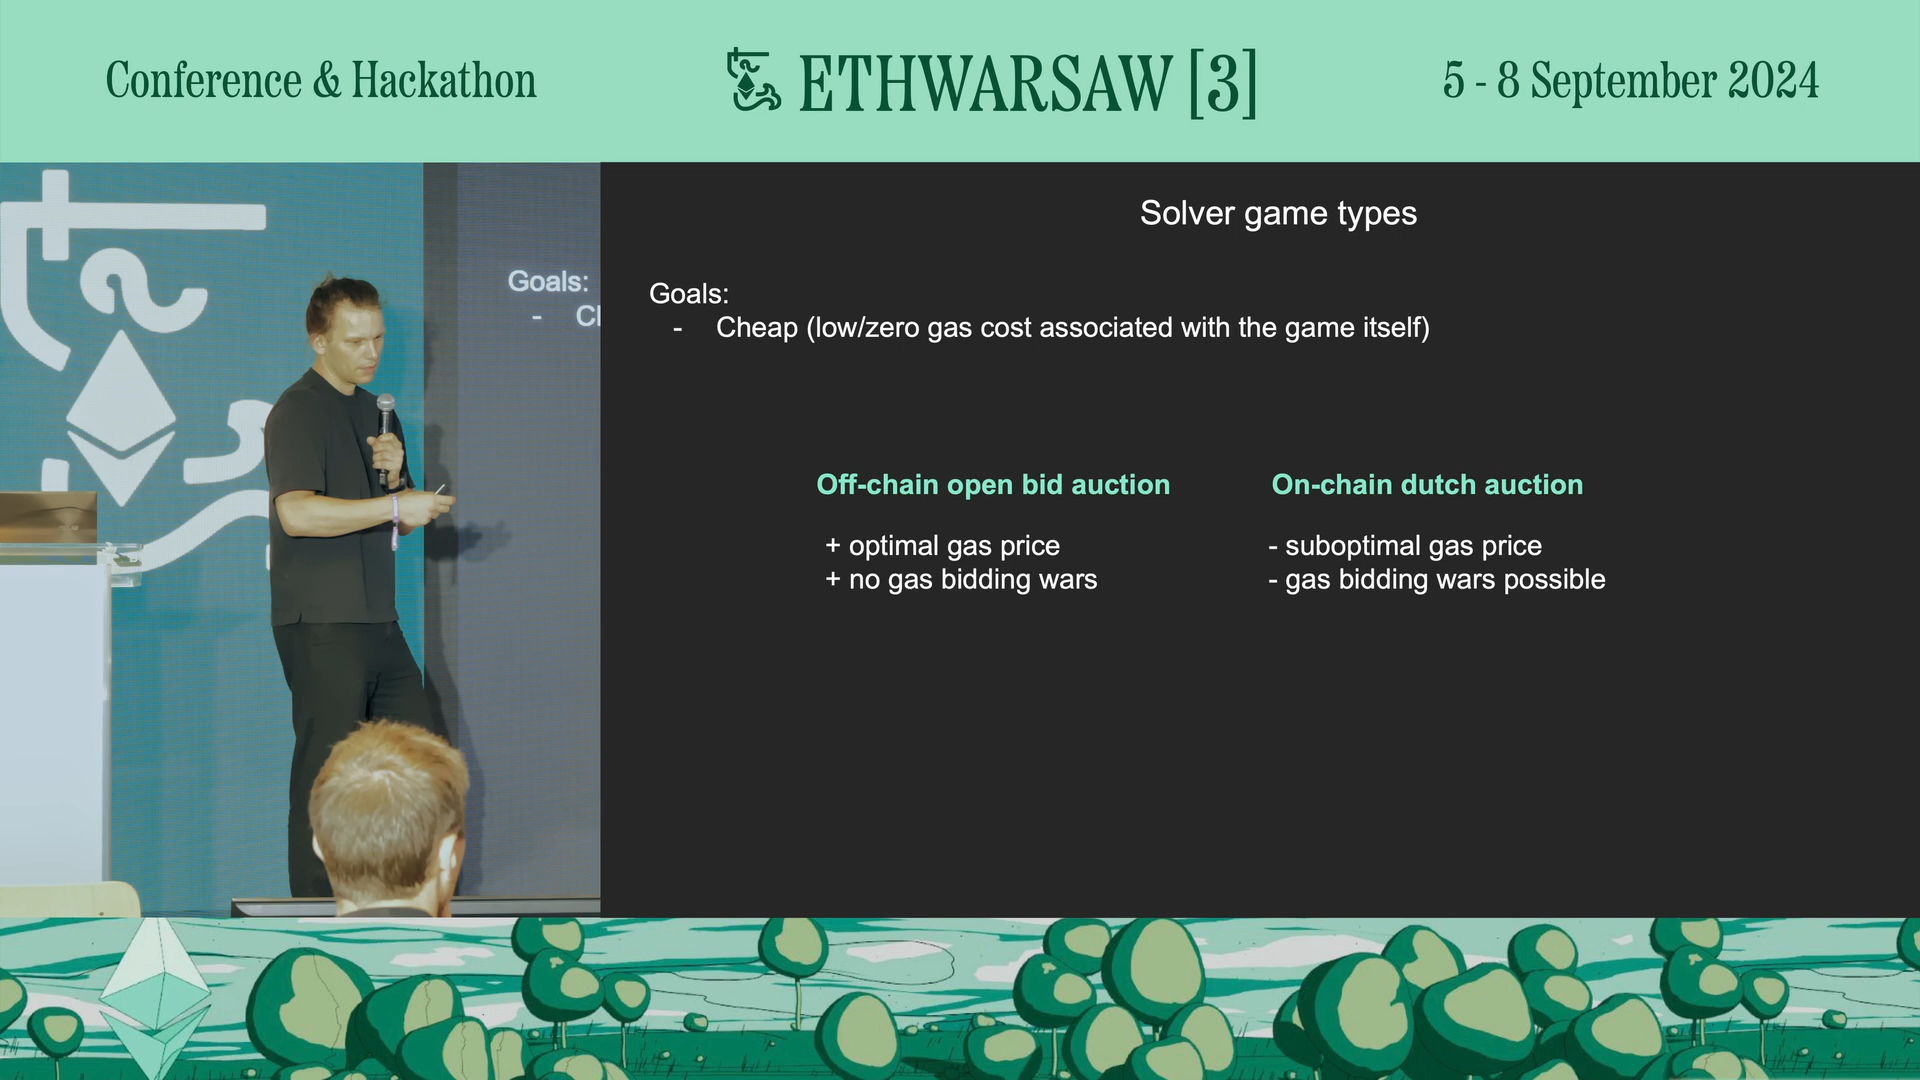 Conference & Hackathon
ETHWARSAW [3]
5 - 8 September 2024
Goals:
-
Solver game types
Goals:
- Cheap (low/zero gas cost associated with the game itself)
Off-chain open bid auction
On-chain dutch auction
+ optimal gas price
- suboptimal gas price
+ no gas bidding wars
- gas bidding wars possible